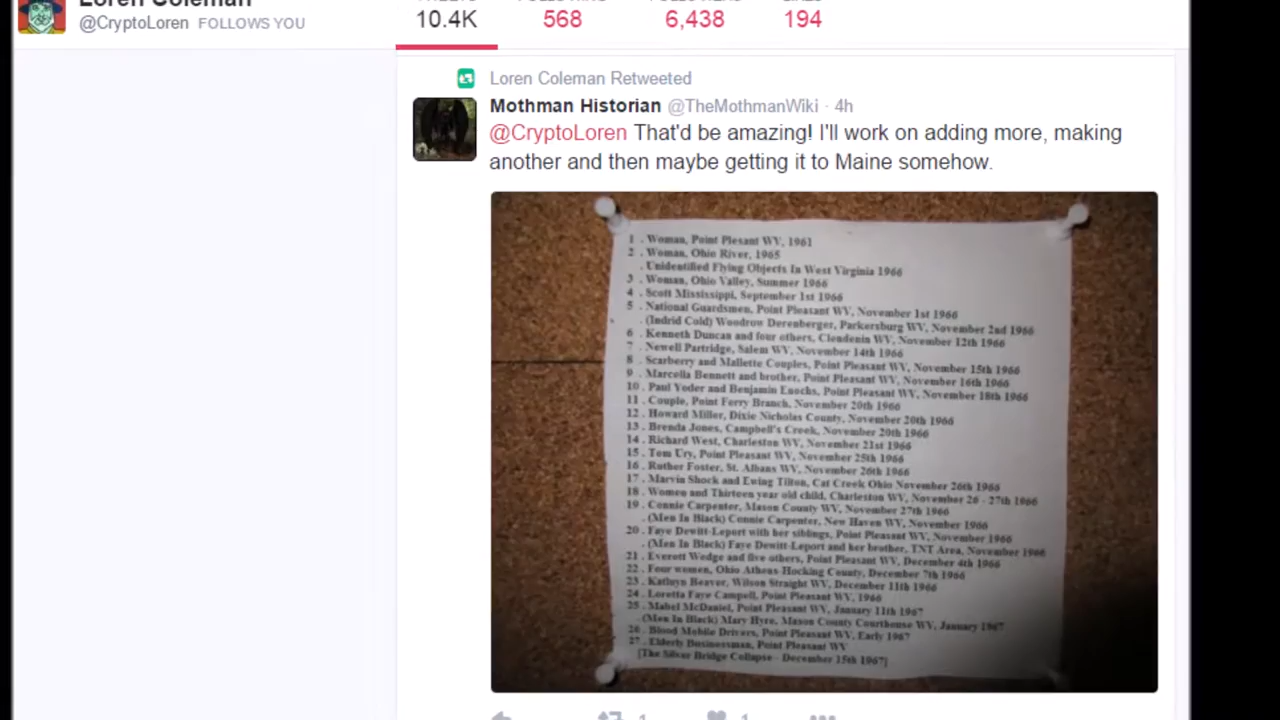 Loren Coleman
@CryptoLoren FOLLOWS YOU
10.4K 568 6,438 194
Loren Coleman Retweeted
Mothman Historian @TheMothmanWiki · 4h
@CryptoLoren That'd be amazing! I'll work on adding more, making
another and then maybe getting it to Maine somehow.
1 . Woman, Point Plesant WV, 1961
2 . Woman, Ohio River, 1965
. Unidentified Flying Objects In West Virginia 1966
3 . Woman, Ohio Valley, Summer 1966
4 . Scott Mississippi, September 1st 1966
5 . National Guardsmen, Point Pleasant WV, November 1st 1966
. (Indrid Cold) Woodrow Derenberger, Parkersburg WV, November 2nd 1966
6 . Kenneth Duncan and four others, Clendenin WV, November 12th 1966
7 . Newell Partridge, Salem WV, November 14th 1966
8 . Scarberry and Mallette Couples, Point Pleasant WV, November 15th 1966
9 . Marcella Bennett and brother, Point Pleasant WV, November 16th 1966
10 . Paul Yoder and Benjamin Enochs, Point Pleasant WV, November 18th 1966
11 . Couple, Point Ferry Branch, November 20th 1966
12 . Howard Miller, Dixie Nicholas County, November 20th 1966
13 . Brenda Jones, Campbell's Creek, November 20th 1966
14 . Richard West, Charleston WV, November 21st 1966
15 . Tom Ury, Point Pleasant WV, November 25th 1966
16 . Ruther Foster, St. Albans WV, November 26th 1966
17 . Marvin Shock and Ewing Tilton, Cat Creek Ohio November 26th 1966
18 . Women and Thirteen year old child, Charleston WV, November 26 - 27th 1966
19 . Connie Carpenter, Mason County WV, November 27th 1966
. (Men In Black) Connie Carpenter, New Haven WV, November 1966
20 . Faye Dewitt-Leport with her siblings, Point Pleasant WV, November 1966
. (Men In Black) Faye Dewitt-Leport and her brother, TNT Area, November 1966
21 . Everett Wedge and five others, Point Pleasant WV, December 4th 1966
22 . Four women, Ohio Athens Hocking County, December 7th 1966
23 . Kathryn Beaver, Wilson Straight WV, December 11th 1966
24 . Loretta Faye Campell, Point Pleasant WV, 1966
25 . Mabel McDaniel, Point Pleasant WV, January 11th 1967
. (Men In Black) Mary Hyre, Mason County Courthouse WV, January 1967
26 . Blood Mobile Drivers, Point Pleasant WV, Early 1967
27 . Elderly Businessman, Point Pleasant WV
[The Silver Bridge Collapse - December 15th 1967]